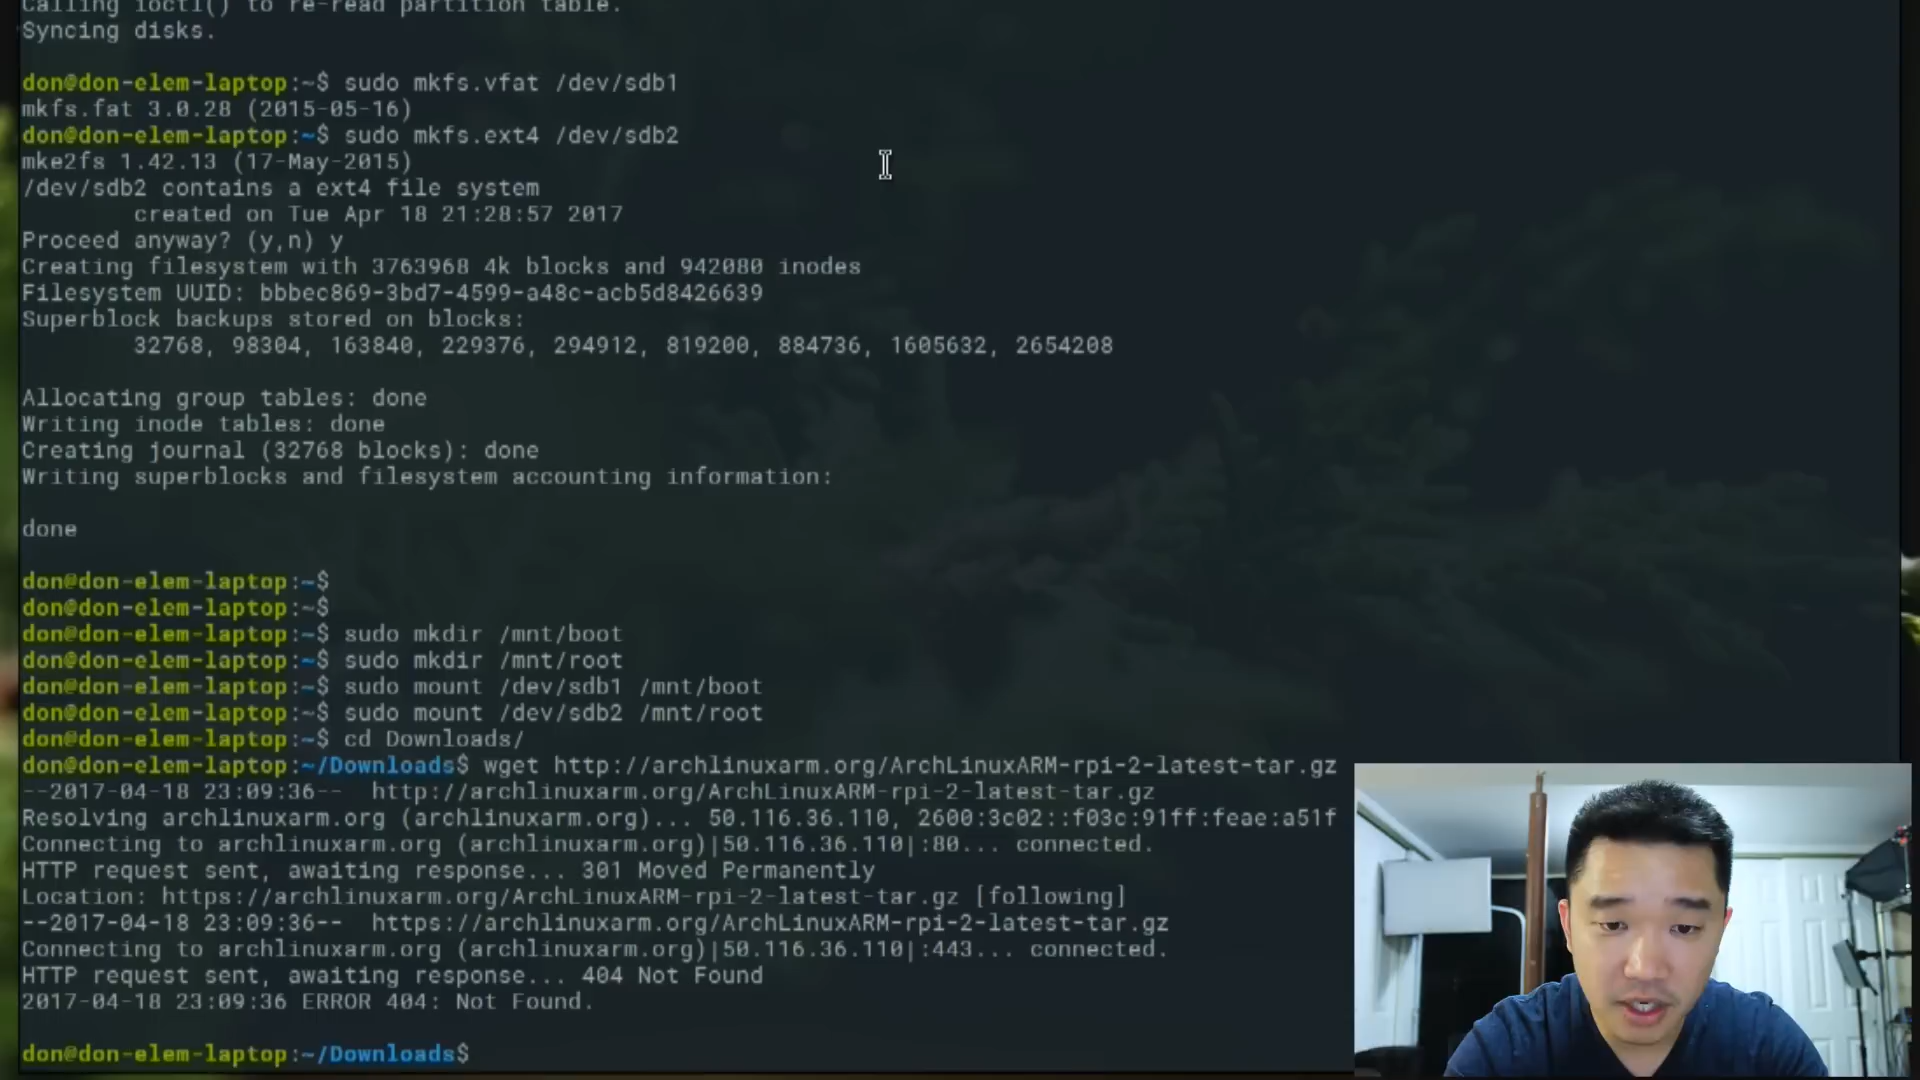 Calling ioctl() to re-read partition table.
Syncing disks.
don@don-elem-laptop:~$ sudo mkfs.vfat /dev/sdb1
mkfs.fat 3.0.28 (2015-05-16)
don@don-elem-laptop:~$ sudo mkfs.ext4 /dev/sdb2
mke2fs 1.42.13 (17-May-2015)
/dev/sdb2 contains a ext4 file system
created on Tue Apr 18 21:28:57 2017
Proceed anyway? (y,n) y
Creating filesystem with 3763968 4k blocks and 942080 inodes
Filesystem UUID: bbbec869-3bd7-4599-a48c-acb5d8426639
Superblock backups stored on blocks:
32768, 98304, 163840, 229376, 294912, 819200, 884736, 1605632, 2654208
Allocating group tables: done
Writing inode tables: done
Creating journal (32768 blocks): done
Writing superblocks and filesystem accounting information:
done
don@don-elem-laptop:~$
don@don-elem-laptop:~$
don@don-elem-laptop:~$ sudo mkdir /mnt/boot
don@don-elem-laptop:~$ sudo mkdir /mnt/root
don@don-elem-laptop:~$ sudo mount /dev/sdb1 /mnt/boot
don@don-elem-laptop:~$ sudo mount /dev/sdb2 /mnt/root
don@don-elem-laptop:~$ cd Downloads/
don@don-elem-laptop:~/Downloads$ wget http://archlinuxarm.org/ArchLinuxARM-rpi-2-latest-tar.gz
--2017-04-18 23:09:36-- http://archlinuxarm.org/ArchLinuxARM-rpi-2-latest-tar.gz
Resolving archlinuxarm.org (archlinuxarm.org)... 50.116.36.110, 2600:3c02::f03c:91ff:feae:a51f
Connecting to archlinuxarm.org (archlinuxarm.org)|50.116.36.110|:80... connected.
HTTP request sent, awaiting response... 301 Moved Permanently
Location: https://archlinuxarm.org/ArchLinuxARM-rpi-2-latest-tar.gz [following]
--2017-04-18 23:09:36-- https://archlinuxarm.org/ArchLinuxARM-rpi-2-latest-tar.gz
Connecting to archlinuxarm.org (archlinuxarm.org)|50.116.36.110|:443... connected.
HTTP request sent, awaiting response... 404 Not Found
2017-04-18 23:09:36 ERROR 404: Not Found.
don@don-elem-laptop:~/Downloads$